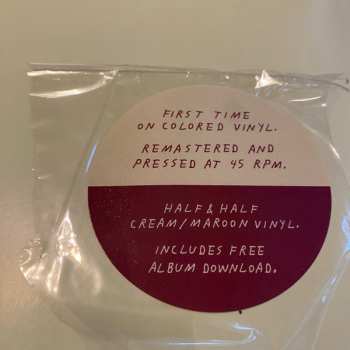 FIRST TIME
ON COLORED VINYL.
REMASTERED AND
PRESSED AT 45 RPM.
HALF & HALF
CREAM/MAROON VINYL.
INCLUDES FREE
ALBUM DOWNLOAD.